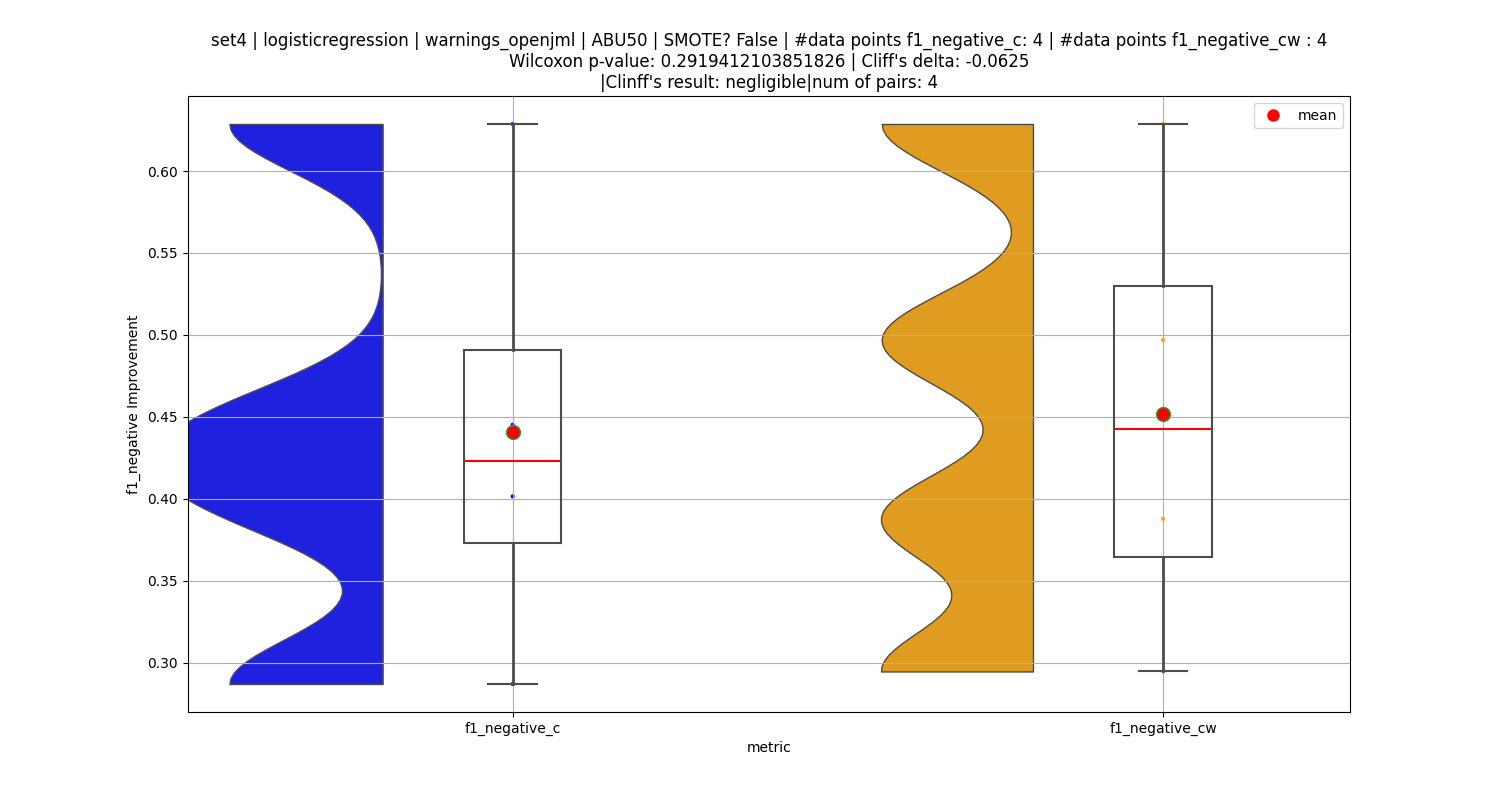 set4 | logisticregression | warnings_openjml | ABU50 | SMOTE? False | #data points f1_negative_c: 4 | #data points f1_negative_cw : 4
Wilcoxon p-value: 0.2919412103851826 | Cliff's delta: -0.0625
|Clinff's result: negligible|num of pairs: 4
mean
0.60
0.55
0.50
0.45
0.40
0.35
0.30
f1_negative Improvement
f1_negative_c
f1_negative_cw
metric